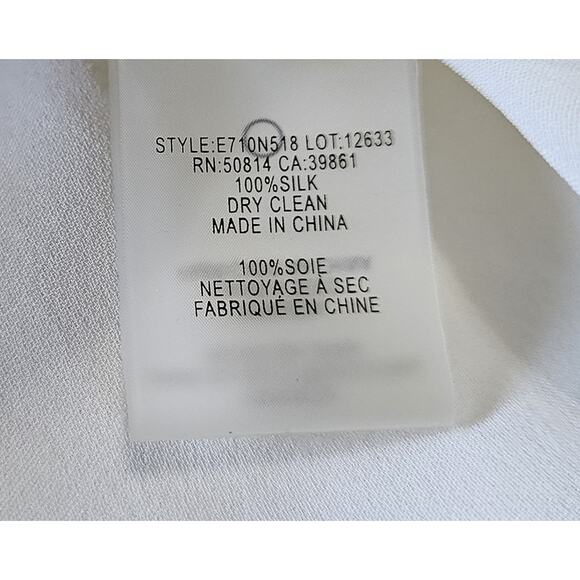 STYLE:E710N518 LOT:12633
RN:50814 CA:39861
100%SILK
DRY CLEAN
MADE IN CHINA
100%SOIE
NETTOYAGE À SEC
FABRIQUÉ EN CHINE